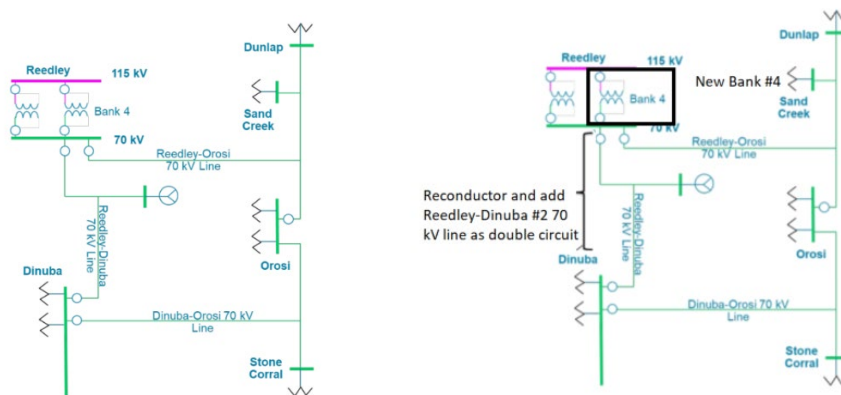 Dunlap
Reedley
115 kV
Bank 4
Sand
Creek
70 kV
Reedley-Orosi
70 kV Line
Reedley-Dinuba
70 kV Line
Orosi
Dinuba
Dinuba-Orosi 70 kV
Line
Stone
Corral
Dunlap
Reedley
115 kV
New Bank #4
Bank 4
Sand
Creek
70 kV
Reedley-Orosi
70 kV Line
Reconductor and add
Reedley-Dinuba #2 70
kV line as double circuit
Reedley-Dinuba
70 kV Line
Orosi
Dinuba
Dinuba-Orosi 70 kV
Line
Stone
Corral